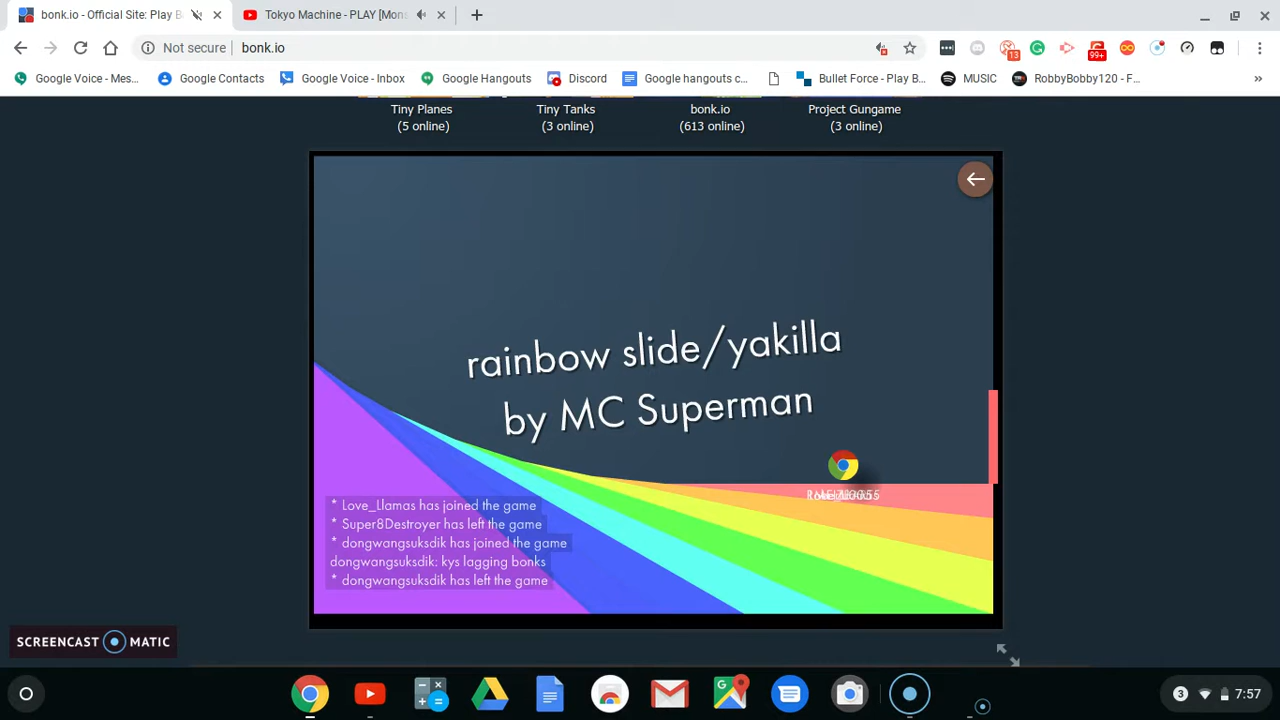 bonk.io - Official Site: Play B
Tokyo Machine - PLAY [Mons
Not secure
bonk.io
13
99+
Google Voice - Mes...
Google Contacts
Google Voice - Inbox
Google Hangouts
Discord
Google hangouts c...
Bullet Force - Play B...
MUSIC
RobbyBobby120 - F...
»
Tiny Planes
(5 online)
Tiny Tanks
(3 online)
bonk.io
(613 online)
Project Gungame
(3 online)
rainbow slide/yakilla
by MC Superman
* Love_Llamas has joined the game
* Super8Destroyer has left the game
* dongwangsuksdik has joined the game
dongwangsuksdik: kys lagging bonks
* dongwangsuksdik has left the game
SCREENCAST MATIC
3
7:57